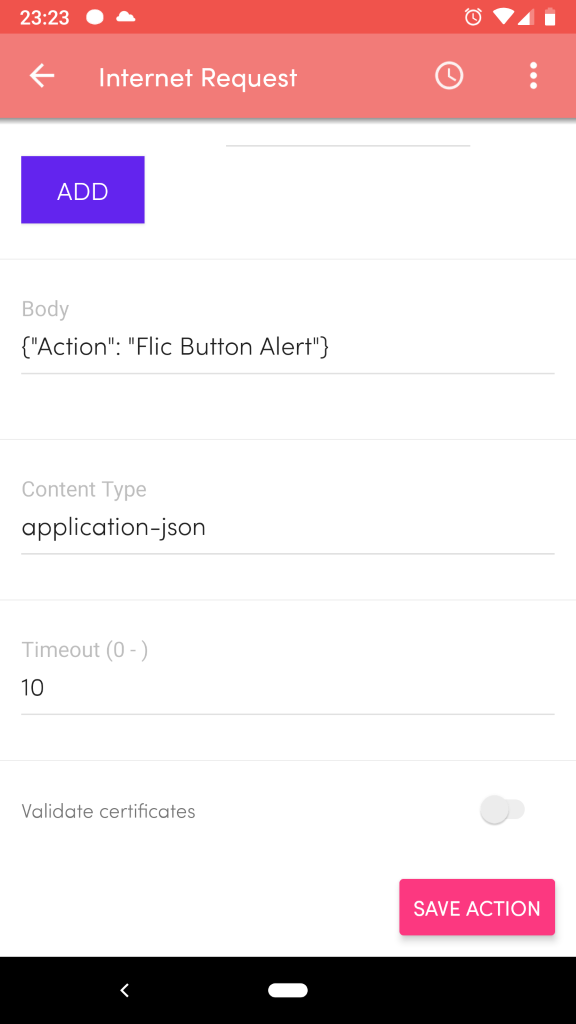 23:23
Internet Request
ADD
Body
{"Action": "Flic Button Alert"}
Content Type
application-json
Timeout (0 - )
10
Validate certificates
SAVE ACTION